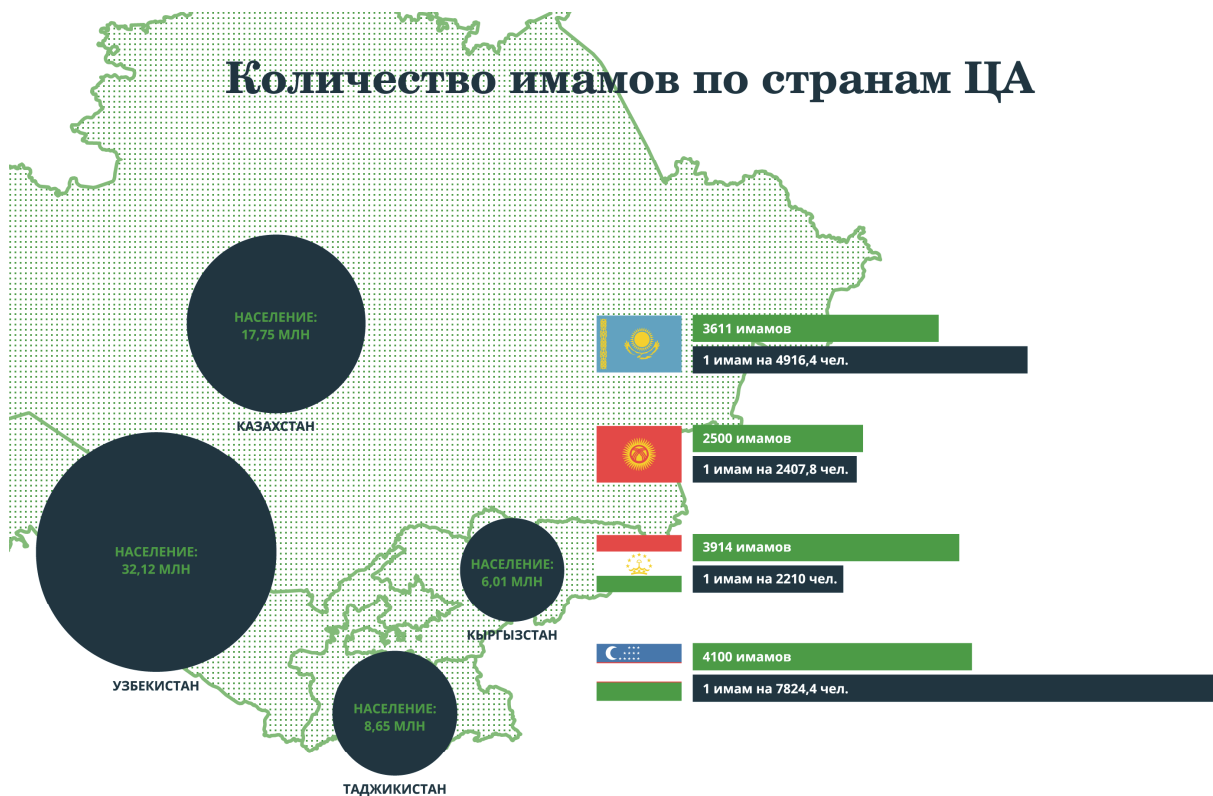 Количество имамов по странам ЦА
НАСЕЛЕНИЕ:
17,75 МЛН
КАЗАХСТАН
НАСЕЛЕНИЕ:
32,12 МЛН
УЗБЕКИСТАН
НАСЕЛЕНИЕ:
6,01 МЛН
КЫРГЫЗСТАН
НАСЕЛЕНИЕ:
8,65 МЛН
ТАДЖИКИСТАН
3611 имамов
1 имам на 4916,4 чел.
2500 имамов
1 имам на 2407,8 чел.
3914 имамов
1 имам на 2210 чел.
4100 имамов
1 имам на 7824,4 чел.